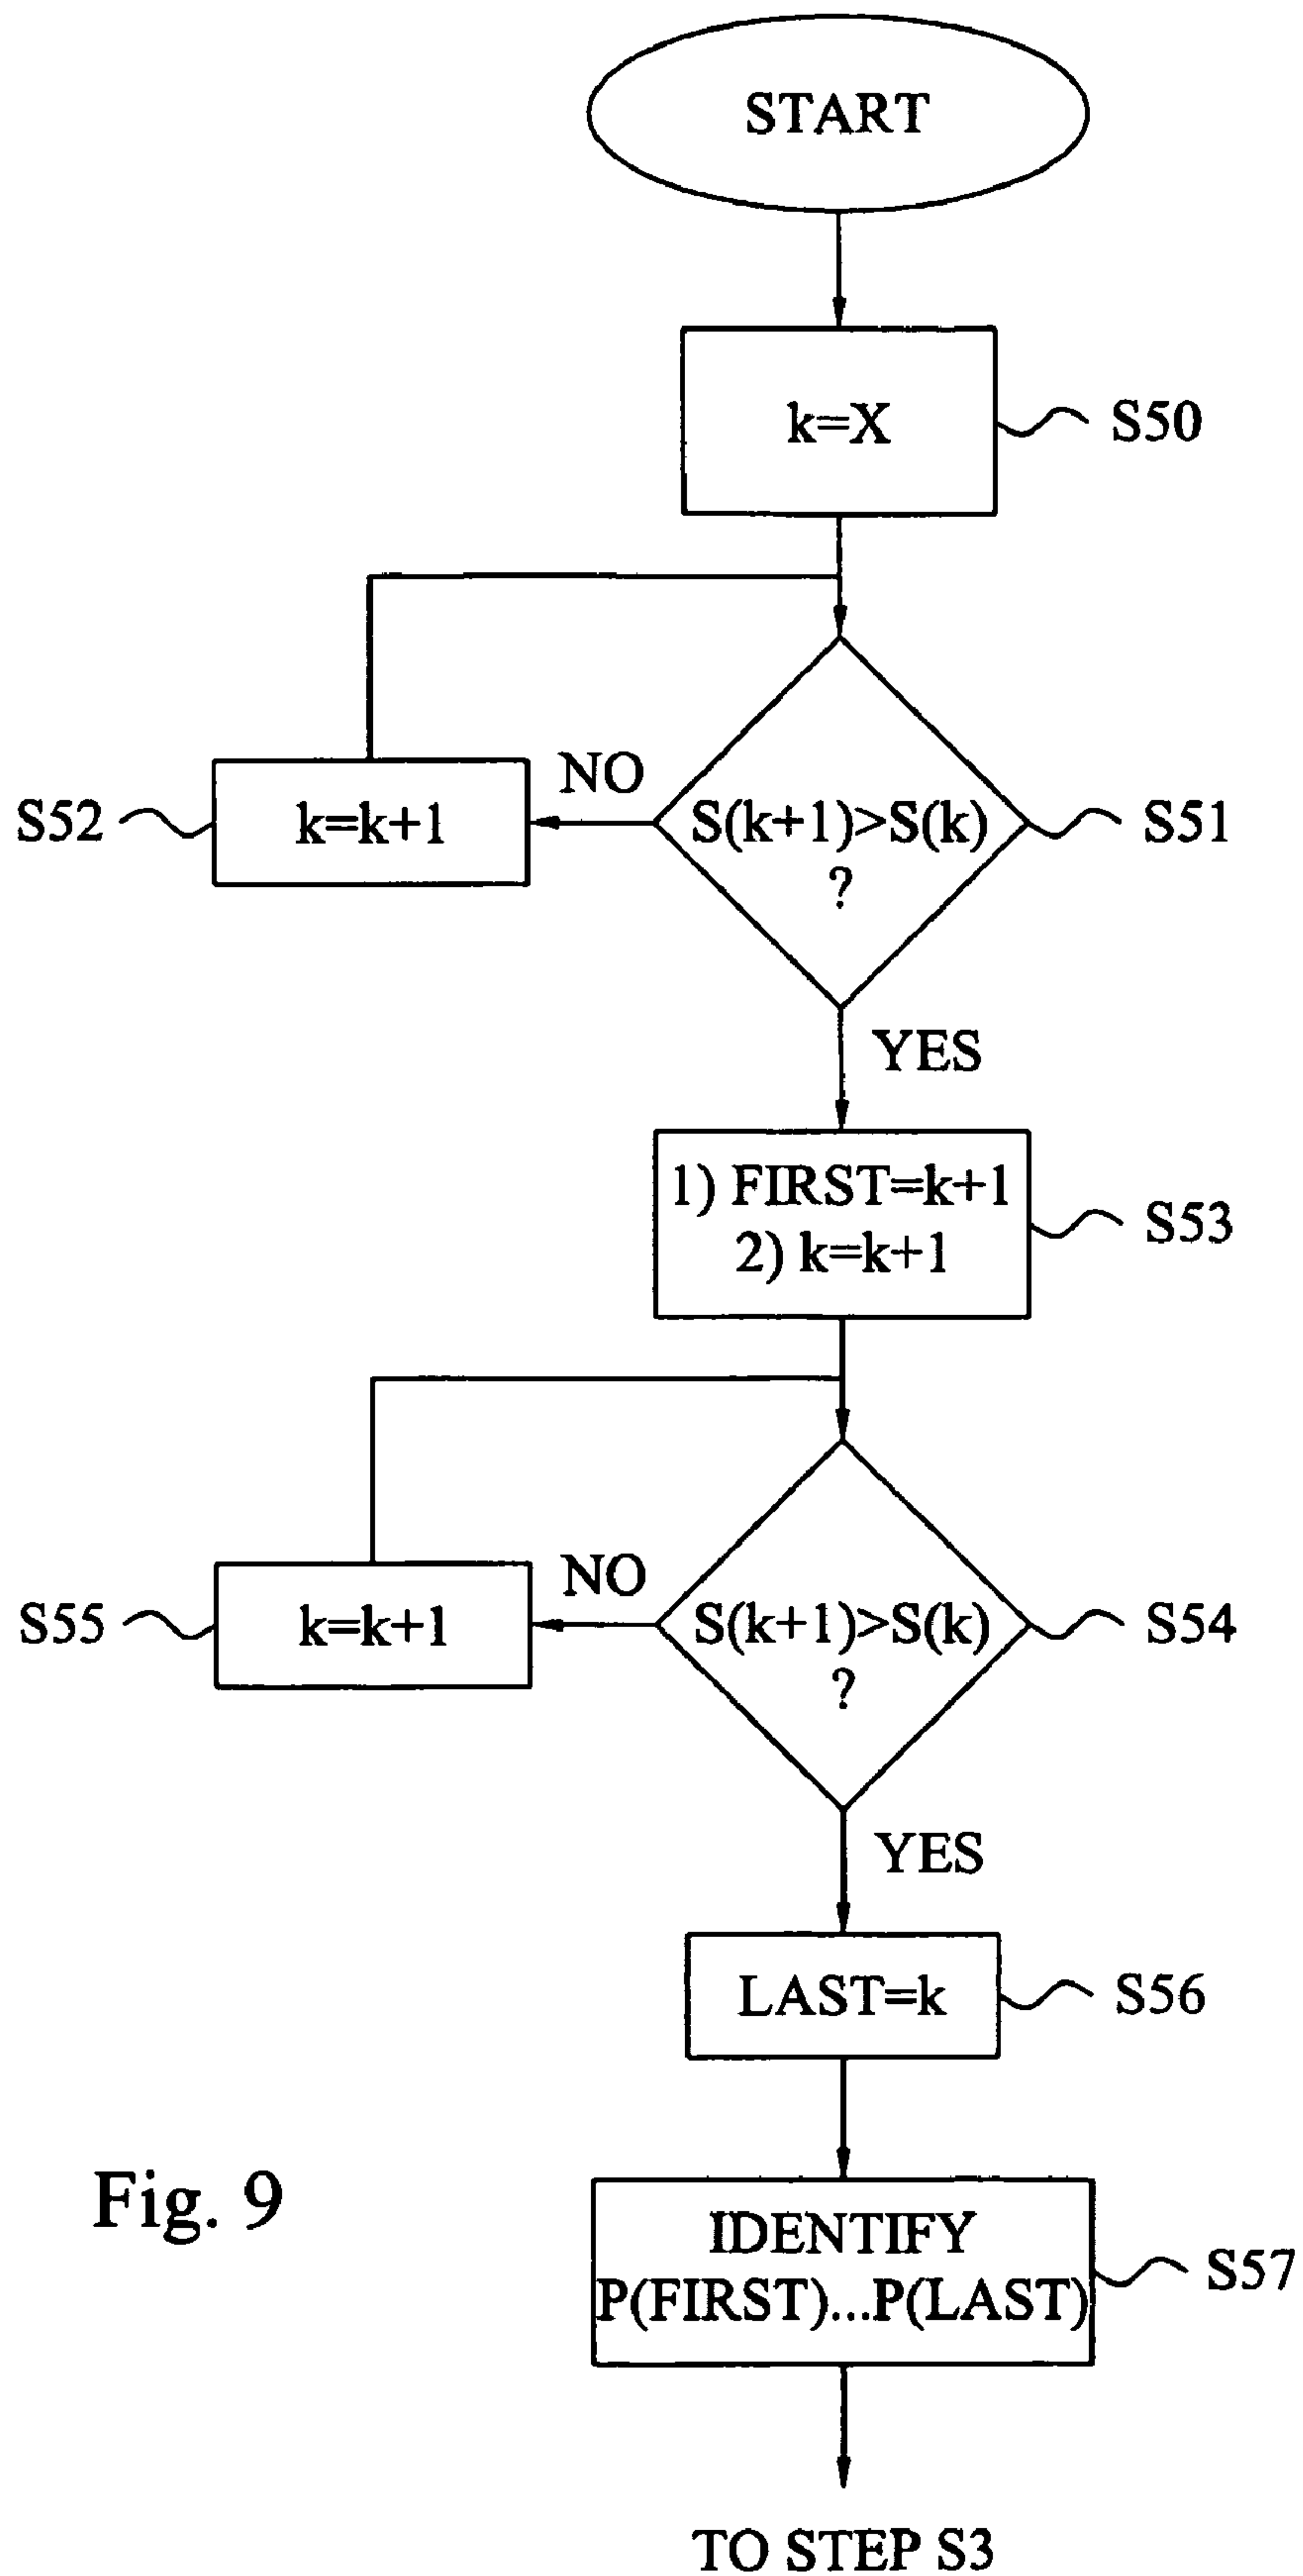 START
k=X
S50
NO
S52
k=k+1
S(k+1)>S(k)
?
S51
YES
1) FIRST=k+1
2) k=k+1
S53
NO
S55
k=k+1
S(k+1)>S(k)
?
S54
YES
LAST=k
S56
Fig. 9
IDENTIFY
P(FIRST)...P(LAST)
S57
TO STEP S3